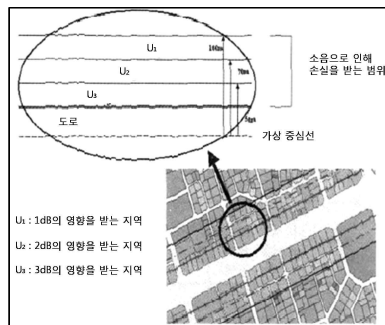 U₁
U₂
U₃
도로
소음으로 인해
손실을 받는 범위
가상 중심선
U₁ : 1dB의 영향을 받는 지역
U₂ : 2dB의 영향을 받는 지역
U₃ : 3dB의 영향을 받는 지역